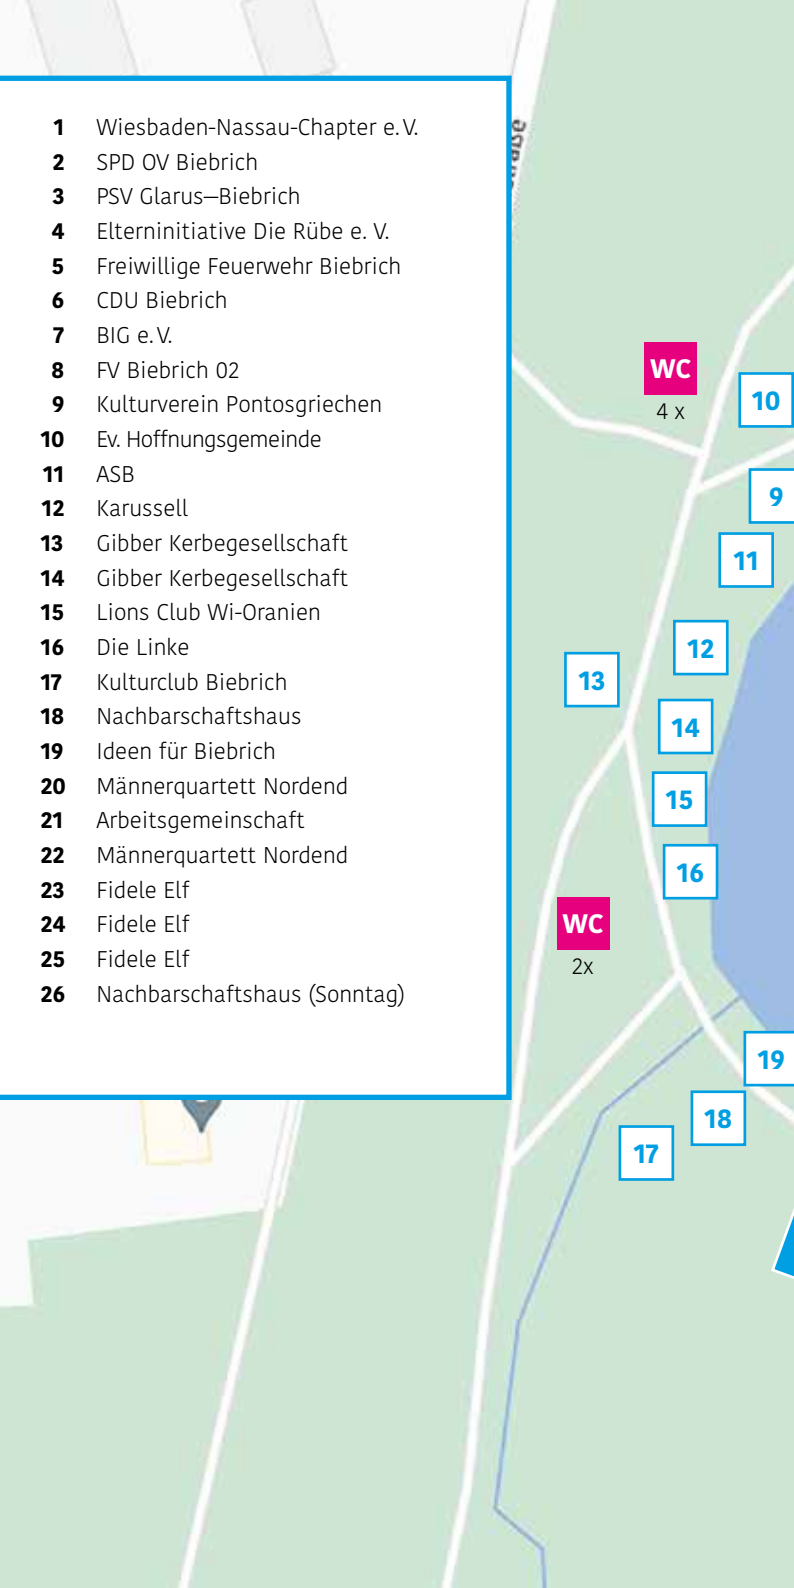 1 Wiesbaden-Nassau-Chapter e. V.
2 SPD OV Biebrich
3 PSV Glarus—Biebrich
4 Elterninitiative Die Rübe e. V.
5 Freiwillige Feuerwehr Biebrich
6 CDU Biebrich
7 BIG e. V.
8 FV Biebrich 02
9 Kulturverein Pontosgriechen
10 Ev. Hoffnungsgemeinde
11 ASB
12 Karussell
13 Gibber Kerbegesellschaft
14 Gibber Kerbegesellschaft
15 Lions Club Wi-Oranien
16 Die Linke
17 Kulturclub Biebrich
18 Nachbarschaftshaus
19 Ideen für Biebrich
20 Männerquartett Nordend
21 Arbeitsgemeinschaft
22 Männerquartett Nordend
23 Fidele Elf
24 Fidele Elf
25 Fidele Elf
26 Nachbarschaftshaus (Sonntag)
WC
4 x
10
9
11
12
13
14
15
16
WC
2x
19
18
17